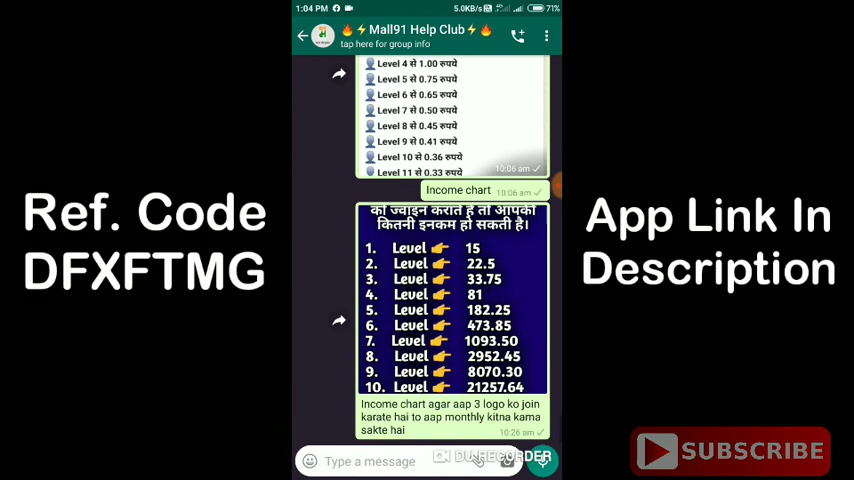 1:04 PM
5.0KB/s
71%
🔥⚡Mall91 Help Club⚡🔥
tap here for group info
Level 4 से 1.00 रुपये
Level 5 से 0.75 रुपये
Level 6 से 0.65 रुपये
Level 7 से 0.50 रुपये
Level 8 से 0.45 रुपये
Level 9 से 0.41 रुपये
Level 10 से 0.36 रुपये
Level 11 से 0.33 रुपये
10:06 am
Income chart 10:06 am
को ज्वाइन कराते है तो आपकी
कितनी इनकम हो सकती है।
1. Level 👉 15
2. Level 👉 22.5
3. Level 👉 33.75
4. Level 👉 81
5. Level 👉 182.25
6. Level 👉 473.85
7. Level 👉 1093.50
8. Level 👉 2952.45
9. Level 👉 8070.30
10. Level 👉 21257.64
Income chart agar aap 3 logo ko join
karate hai to aap monthly kitna kama
sakte hai
10:26 am
Type a message
DU RECORDER
Ref. Code
DFXFTMG
App Link In
Description
SUBSCRIBE